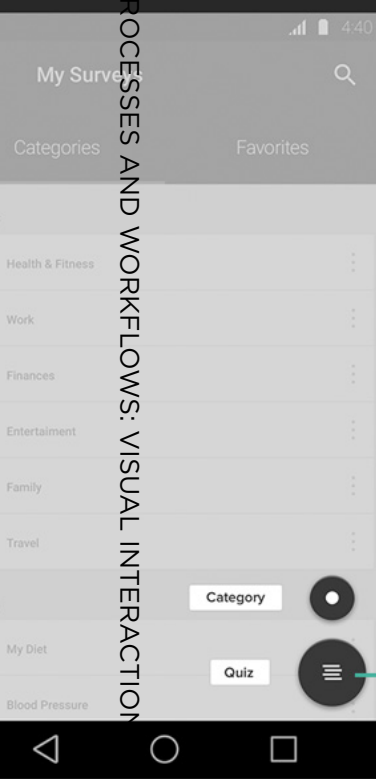 4:40
My Surveys
Categories
Favorites
Health & Fitness
Work
Finances
Entertaiment
Family
Travel
Category
My Diet
Quiz
Blood Pressure
ROCESSES AND WORKFLOWS: VISUAL INTERACTION